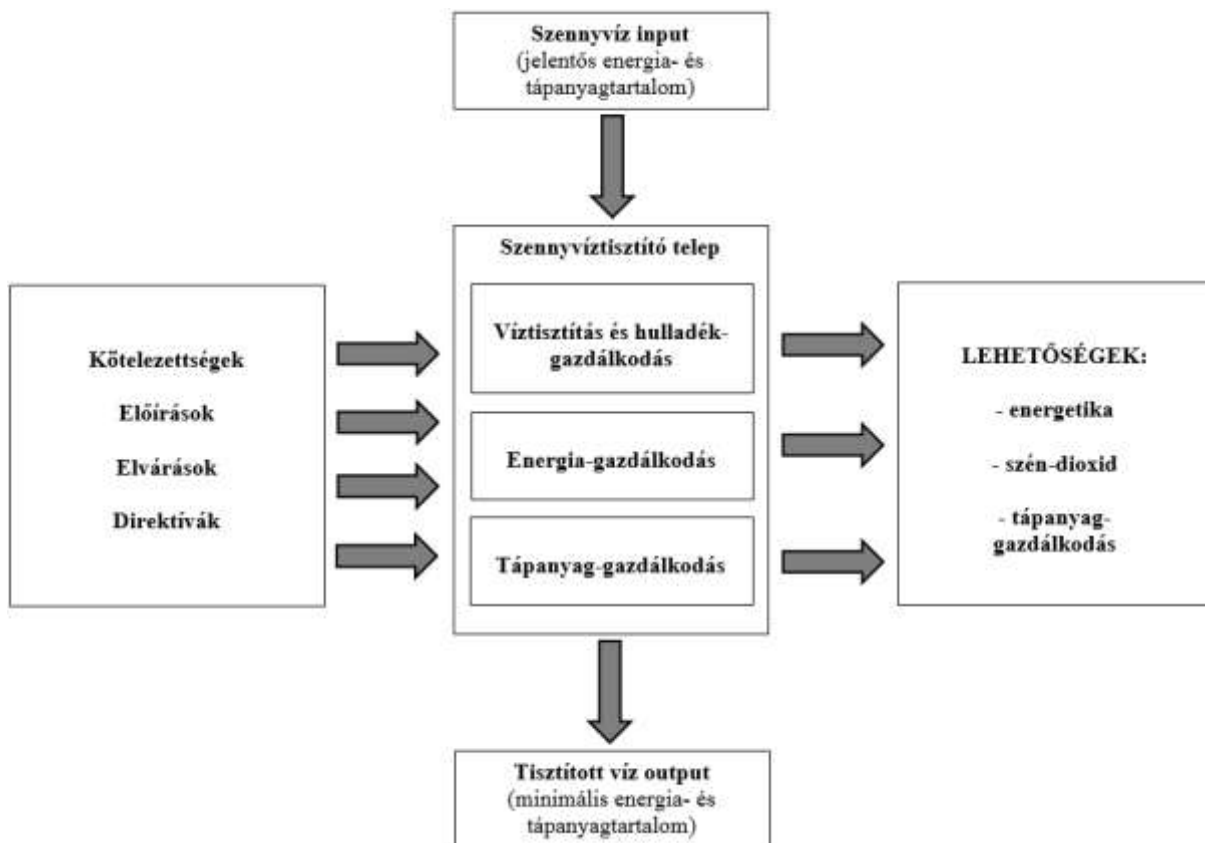 Szennyvíz input
(jelentős energia- és
tápanyagtartalom)
Szennyvíztisztító telep
Víztisztítás és hulladék-
gazdálkodás
Energia-gazdálkodás
Tápanyag-gazdálkodás
Kötelezettségek
Előírások
Elvárások
Direktívák
LEHETŐSÉGEK:
- energetika
- szén-dioxid
- tápanyag-
gazdálkodás
Tisztított víz output
(minimális energia- és
tápanyagtartalom)